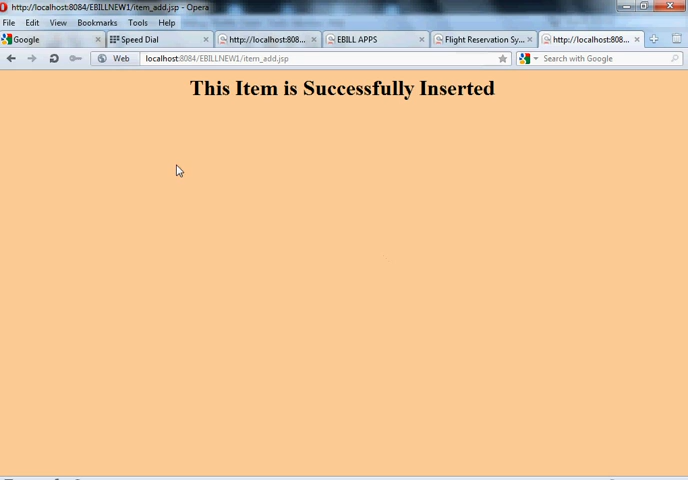 http://localhost:8084/EBILLNEW1/item_add.jsp - Opera
File Edit View Bookmarks Tools Help
Google Speed Dial http://localhost:808... EBILL APPS Flight Reservation Sy... http://localhost:808...
Web localhost:8084/EBILLNEW1/item_add.jsp Search with Google
This Item is Successfully Inserted